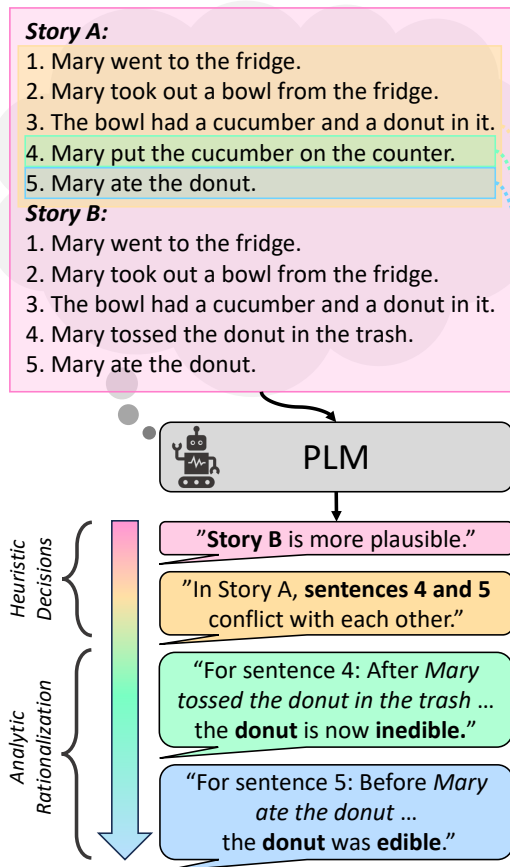 Story A:
1. Mary went to the fridge.
2. Mary took out a bowl from the fridge.
3. The bowl had a cucumber and a donut in it.
4. Mary put the cucumber on the counter.
5. Mary ate the donut.
Story B:
1. Mary went to the fridge.
2. Mary took out a bowl from the fridge.
3. The bowl had a cucumber and a donut in it.
4. Mary tossed the donut in the trash.
5. Mary ate the donut.
PLM
Heuristic
Decisions
"Story B is more plausible."
"In Story A, sentences 4 and 5
conflict with each other."
Analytic
Rationalization
“For sentence 4: After Mary
tossed the donut in the trash ...
the donut is now inedible.”
“For sentence 5: Before Mary
ate the donut ...
the donut was edible.”